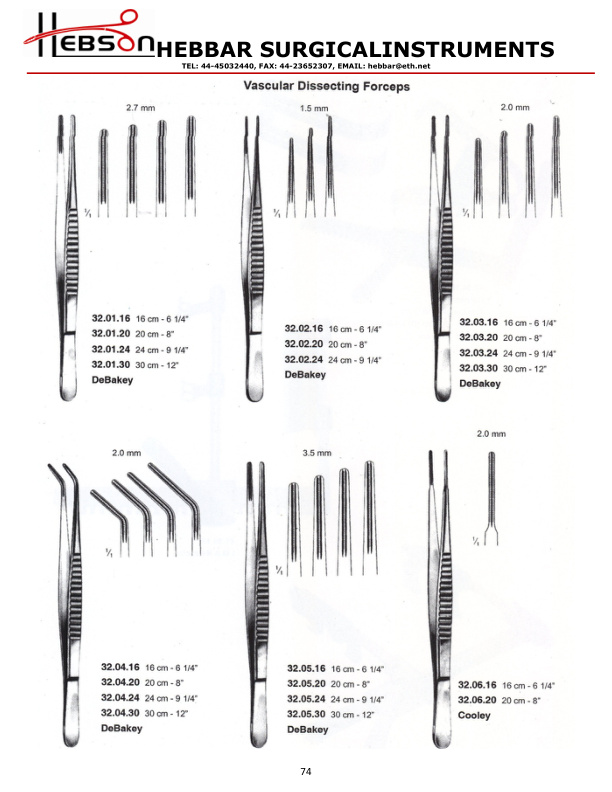 HEBSON
HEBBAR SURGICALINSTRUMENTS
TEL: 44-45032440, FAX: 44-23652307, EMAIL: hebbar@eth.net
Vascular Dissecting Forceps
2.7 mm
1/1
32.01.16 16 cm - 6 1/4"
32.01.20 20 cm - 8"
32.01.24 24 cm - 9 1/4"
32.01.30 30 cm - 12"
DeBakey
1.5 mm
1/1
32.02.16 16 cm - 6 1/4"
32.02.20 20 cm - 8"
32.02.24 24 cm - 9 1/4"
DeBakey
2.0 mm
1/1
32.03.16 16 cm - 6 1/4"
32.03.20 20 cm - 8"
32.03.24 24 cm - 9 1/4"
32.03.30 30 cm - 12"
DeBakey
2.0 mm
1/1
32.04.16 16 cm - 6 1/4"
32.04.20 20 cm - 8"
32.04.24 24 cm - 9 1/4"
32.04.30 30 cm - 12"
DeBakey
3.5 mm
1/1
32.05.16 16 cm - 6 1/4"
32.05.20 20 cm - 8"
32.05.24 24 cm - 9 1/4"
32.05.30 30 cm - 12"
DeBakey
2.0 mm
1/1
32.06.16 16 cm - 6 1/4"
32.06.20 20 cm - 8"
Cooley
74